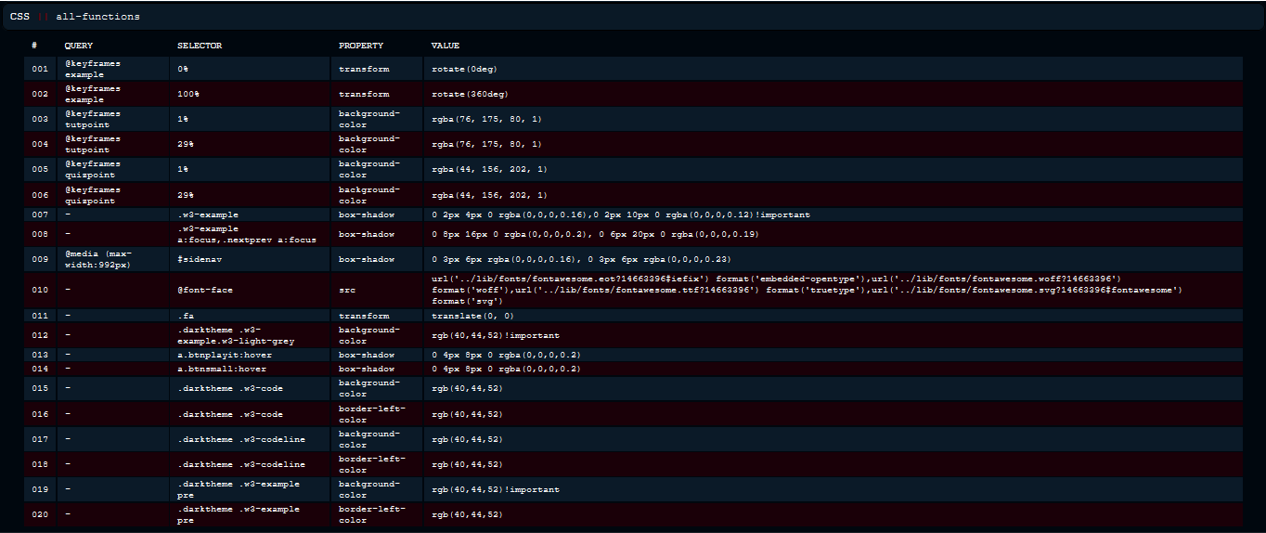 CSS || all-functions
# QUERY SELECTOR PROPERTY VALUE
001 @keyframes example 0% transform rotate(0deg)
002 @keyframes example 100% transform rotate(360deg)
003 @keyframes tutpoint 1% background-color rgba(76, 175, 80, 1)
004 @keyframes tutpoint 29% background-color rgba(76, 175, 80, 1)
005 @keyframes quizpoint 1% background-color rgba(44, 156, 202, 1)
006 @keyframes quizpoint 29% background-color rgba(44, 156, 202, 1)
007 - .w3-example box-shadow 0 2px 4px 0 rgba(0,0,0,0.16),0 2px 10px 0 rgba(0,0,0,0.12)!important
008 - .w3-example a:focus,.nextprev a:focus box-shadow 0 8px 16px 0 rgba(0,0,0,0.2), 0 6px 20px 0 rgba(0,0,0,0.19)
009 @media (max-width:992px) #sidenav box-shadow 0 3px 6px rgba(0,0,0,0.16), 0 3px 6px rgba(0,0,0,0.23)
010 - @font-face src url('../lib/fonts/fontawesome.eot?14663396#iefix') format('embedded-opentype'),url('../lib/fonts/fontawesome.woff?14663396')
format('woff'),url('../lib/fonts/fontawesome.ttf?14663396') format('truetype'),url('../lib/fonts/fontawesome.svg?14663396#fontawesome')
format('svg')
011 - .fa transform translate(0, 0)
012 - .darktheme .w3-example.w3-light-grey background-color rgb(40,44,52)!important
013 - a.btnplayit:hover box-shadow 0 4px 8px 0 rgba(0,0,0,0.2)
014 - a.btnsmall:hover box-shadow 0 4px 8px 0 rgba(0,0,0,0.2)
015 - .darktheme .w3-code background-color rgb(40,44,52)
016 - .darktheme .w3-code border-left-color rgb(40,44,52)
017 - .darktheme .w3-codeline background-color rgb(40,44,52)
018 - .darktheme .w3-codeline border-left-color rgb(40,44,52)
019 - .darktheme .w3-example pre background-color rgb(40,44,52)!important
020 - .darktheme .w3-example pre border-left-color rgb(40,44,52)